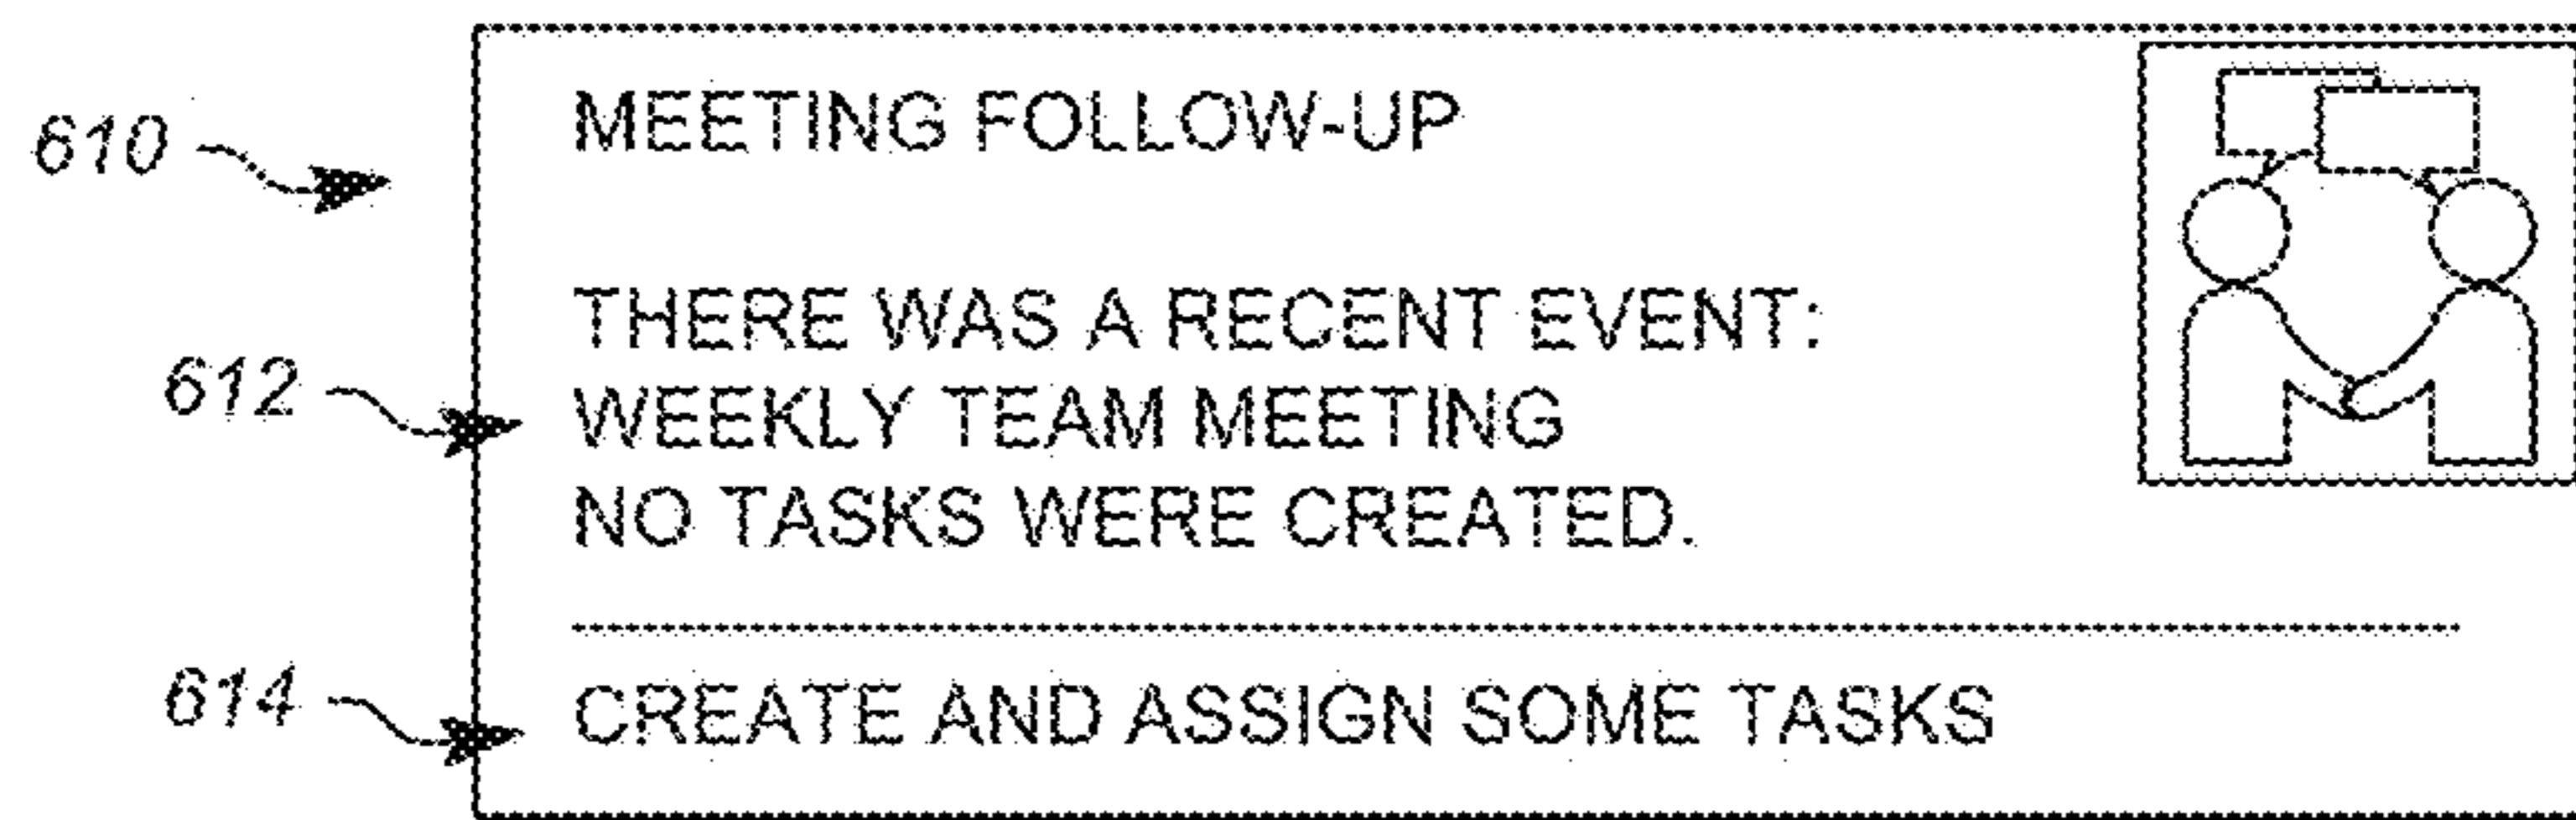 610
MEETING FOLLOW-UP
THERE WAS A RECENT EVENT:
612
WEEKLY TEAM MEETING
NO TASKS WERE CREATED.
614
CREATE AND ASSIGN SOME TASKS